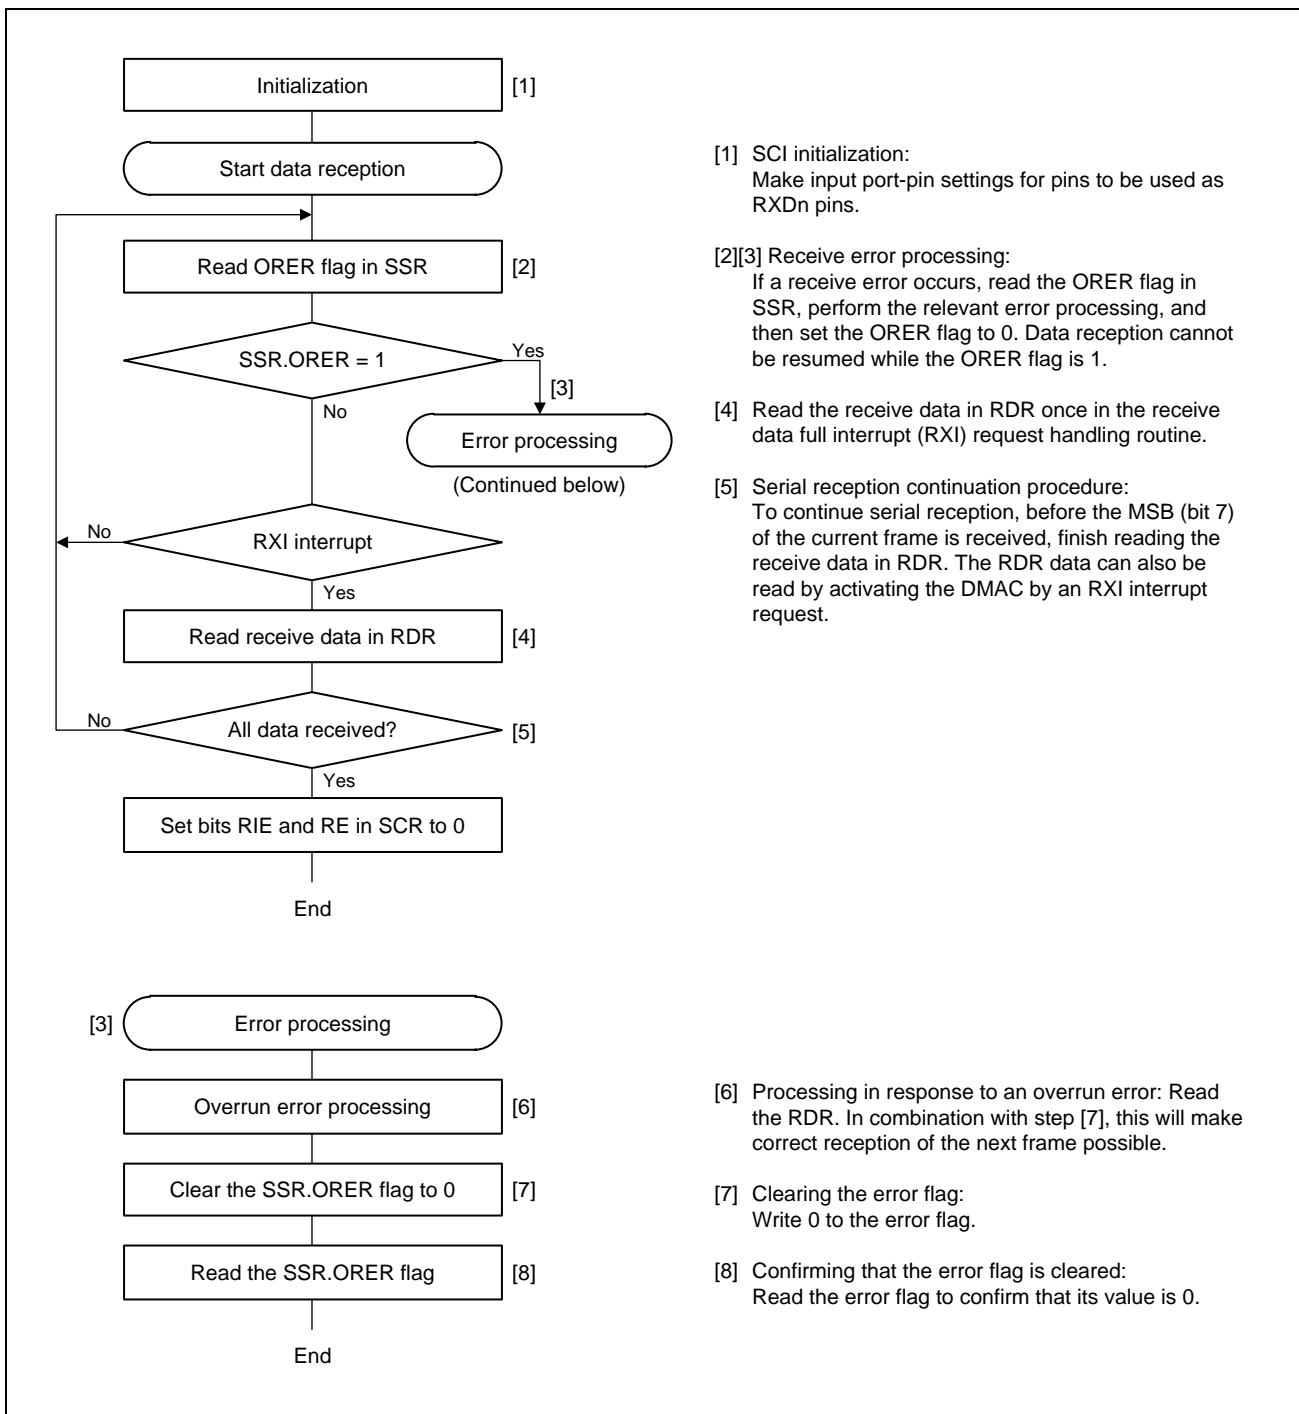 Initialization
[1]
Start data reception
Read ORER flag in SSR
[2]
SSR.ORER = 1
Yes
[3]
No
Error processing
(Continued below)
No
RXI interrupt
Yes
Read receive data in RDR
[4]
No
All data received?
[5]
Yes
Set bits RIE and RE in SCR to 0
End
[1] SCI initialization:
Make input port-pin settings for pins to be used as
RXDn pins.
[2][3] Receive error processing:
If a receive error occurs, read the ORER flag in
SSR, perform the relevant error processing, and
then set the ORER flag to 0. Data reception cannot
be resumed while the ORER flag is 1.
[4] Read the receive data in RDR once in the receive
data full interrupt (RXI) request handling routine.
[5] Serial reception continuation procedure:
To continue serial reception, before the MSB (bit 7)
of the current frame is received, finish reading the
receive data in RDR. The RDR data can also be
read by activating the DMAC by an RXI interrupt
request.
[3]
Error processing
Overrun error processing
[6]
Clear the SSR.ORER flag to 0
[7]
Read the SSR.ORER flag
[8]
End
[6] Processing in response to an overrun error: Read
the RDR. In combination with step [7], this will make
correct reception of the next frame possible.
[7] Clearing the error flag:
Write 0 to the error flag.
[8] Confirming that the error flag is cleared:
Read the error flag to confirm that its value is 0.